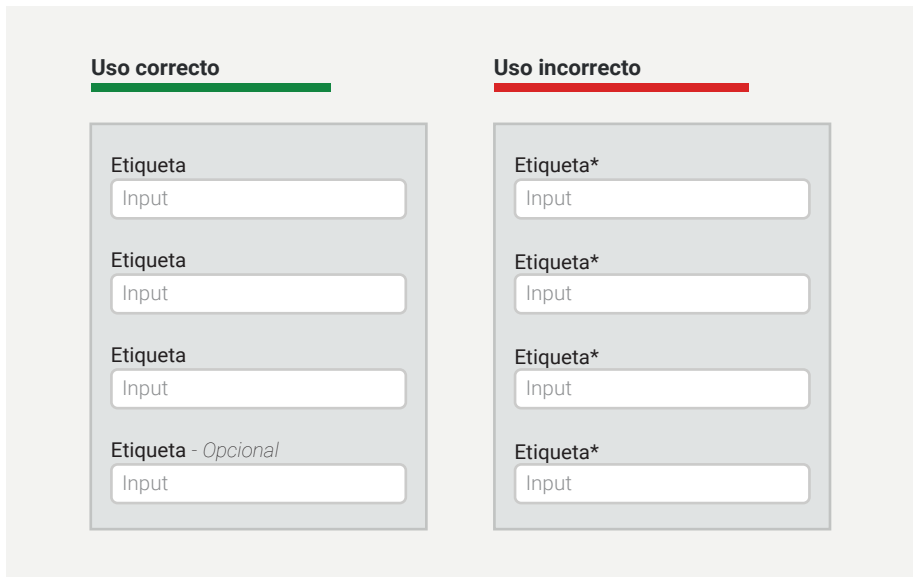 Uso correcto
Etiqueta
Input
Etiqueta
Input
Etiqueta
Input
Etiqueta - Opcional
Input
Uso incorrecto
Etiqueta*
Input
Etiqueta*
Input
Etiqueta*
Input
Etiqueta*
Input